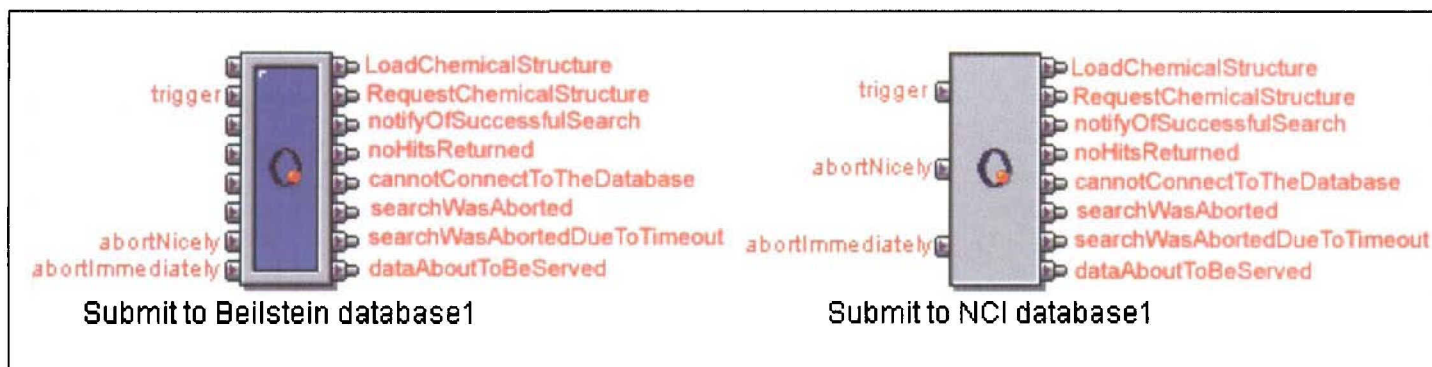 LoadChemicalStructure
trigger RequestChemicalStructure
notifyOfSuccessfulSearch
noHitsReturned
cannotConnectToTheDatabase
searchWasAborted
abortNicely searchWasAbortedDueToTimeout
abortImmediately dataAboutToBeServed
Submit to Beilstein database1
LoadChemicalStructure
trigger RequestChemicalStructure
notifyOfSuccessfulSearch
noHitsReturned
abortNicely cannotConnectToTheDatabase
searchWasAborted
abortImmediately searchWasAbortedDueToTimeout
dataAboutToBeServed
Submit to NCI database1